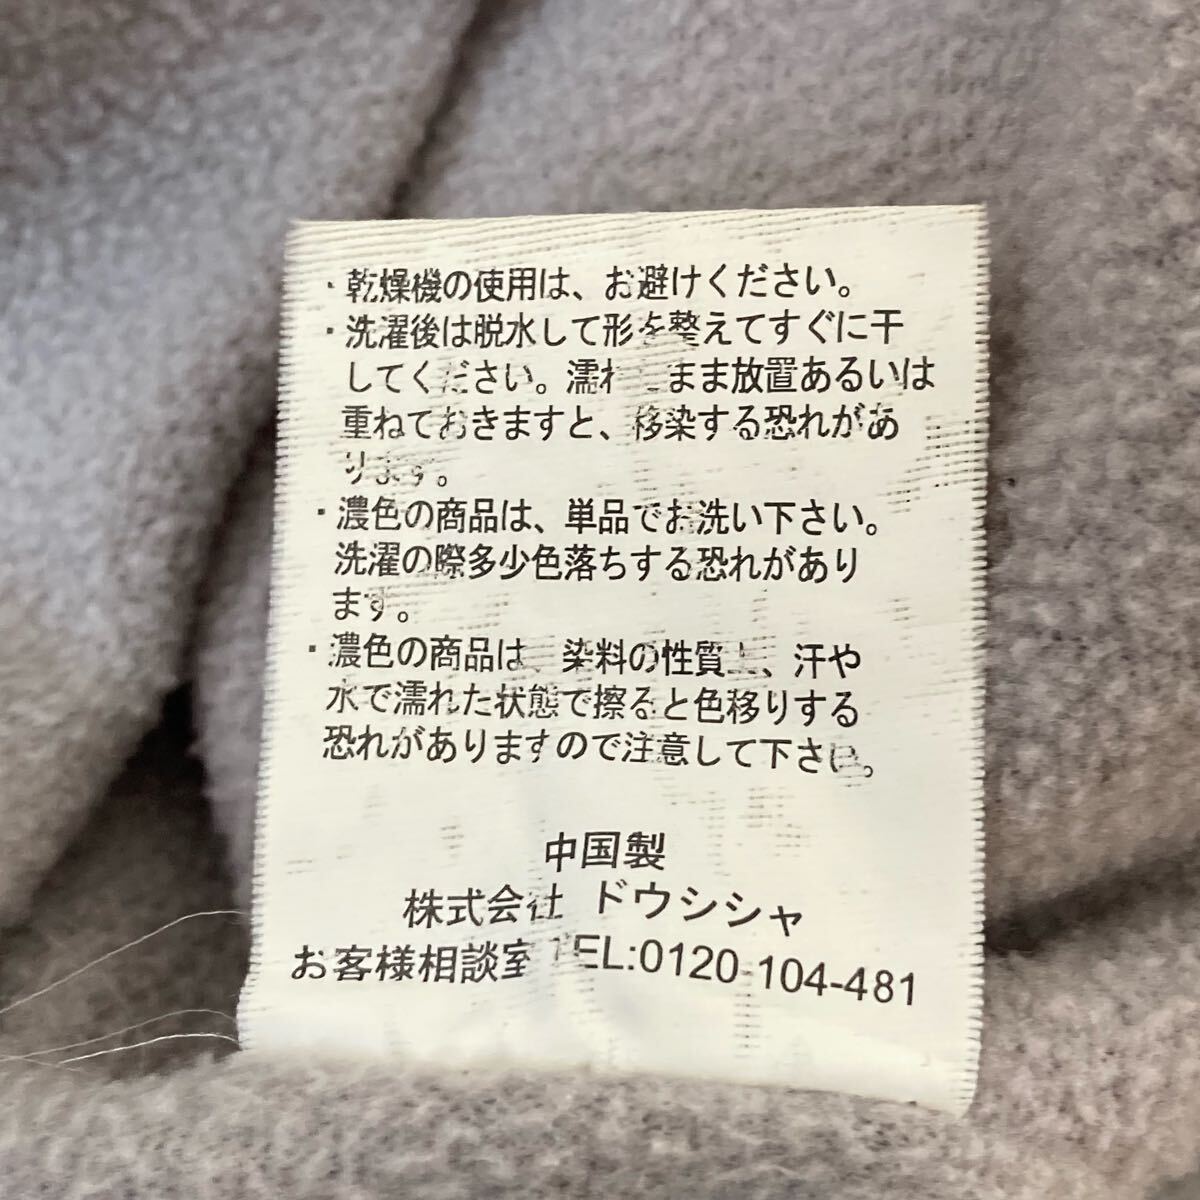 ・乾燥機の使用は、お避けください。
・洗濯後は脱水して形を整えてすぐに干
してください。濡れたまま放置あるいは
重ねておきますと、移染する恐れがあ
ります。
・濃色の商品は、単品でお洗い下さい。
洗濯の際多少色落ちする恐れがあり
ます。
・濃色の商品は、染料の性質上、汗や
水で濡れた状態で擦ると色移りする
恐れがありますので注意して下さい。
中国製
株式会社 ドウシシャ
お客様相談室 TEL:0120-104-481